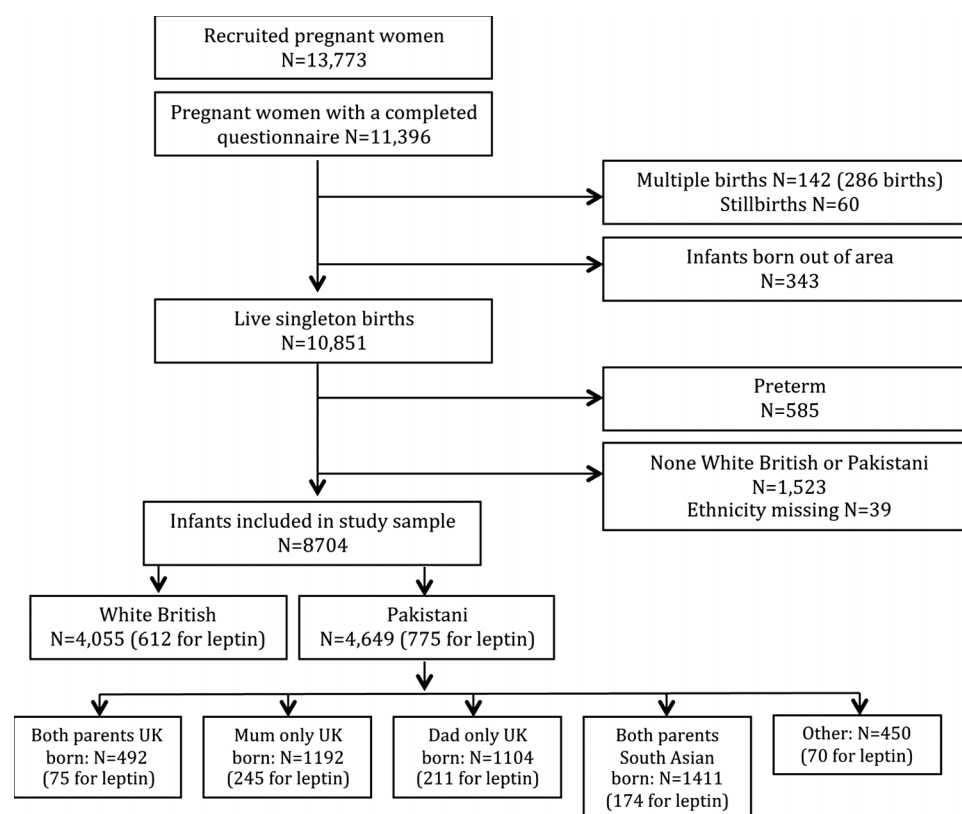 Recruited pregnant women
N=13,773
Pregnant women with a completed
questionnaire N=11,396
Multiple births N=142 (286 births)
Stillbirths N=60
Infants born out of area
N=343
Live singleton births
N=10,851
Preterm
N=585
None White British or Pakistani
N=1,523
Ethnicity missing N=39
Infants included in study sample
N=8704
White British
N=4,055 (612 for leptin)
Pakistani
N=4,649 (775 for leptin)
Both parents UK
born: N=492
(75 for leptin)
Mum only UK
born: N=1192
(245 for leptin)
Dad only UK
born: N=1104
(211 for leptin)
Both parents
South Asian
born: N=1411
(174 for leptin)
Other: N=450
(70 for leptin)